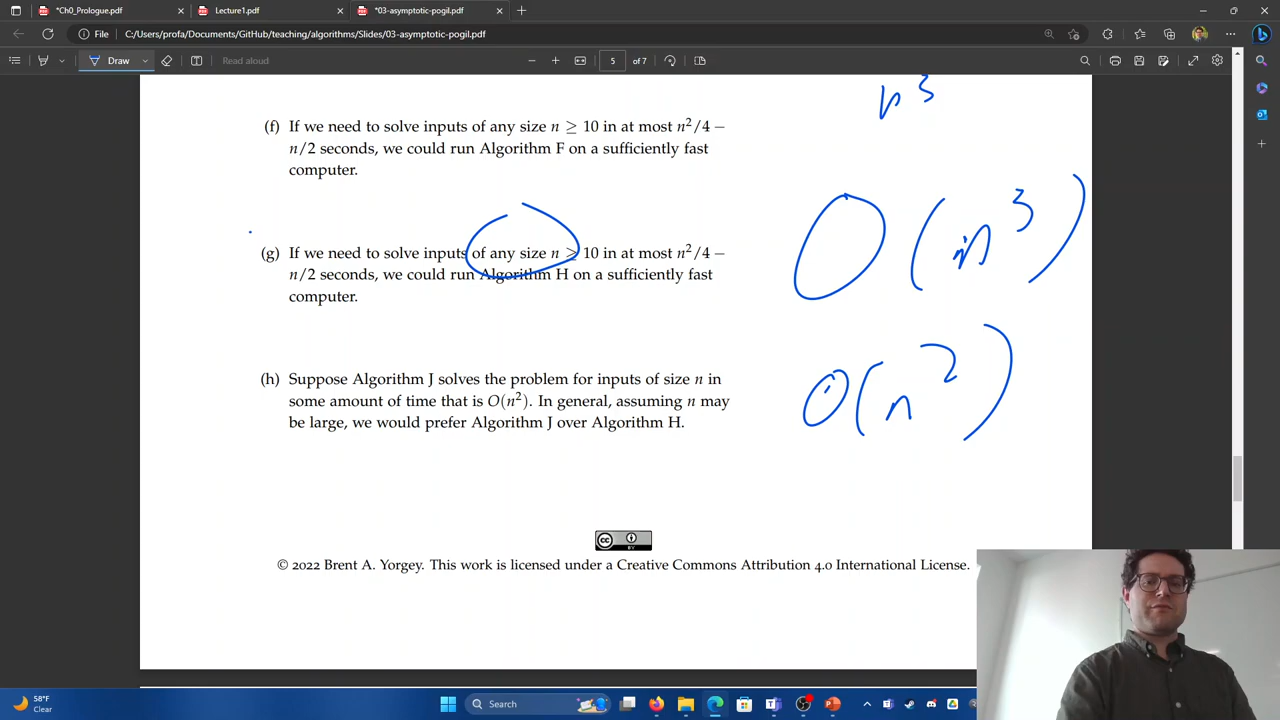 *Ch0_Prologue.pdf
Lecture1.pdf
*03-asymptotic-pogil.pdf
File C:/Users/profa/Documents/GitHub/teaching/algorithms/Slides/03-asymptotic-pogil.pdf
Draw
Read aloud
5 of 7
n 3
(f) If we need to solve inputs of any size n ≥ 10 in at most n²/4 −
n/2 seconds, we could run Algorithm F on a sufficiently fast
computer.
O(n³)
(g) If we need to solve inputs of any size n ≥ 10 in at most n²/4 −
n/2 seconds, we could run Algorithm H on a sufficiently fast
computer.
O(n²)
(h) Suppose Algorithm J solves the problem for inputs of size n in
some amount of time that is O(n²). In general, assuming n may
be large, we would prefer Algorithm J over Algorithm H.
cc BY
© 2022 Brent A. Yorgey. This work is licensed under a Creative Commons Attribution 4.0 International License.
58°F
Clear
Search